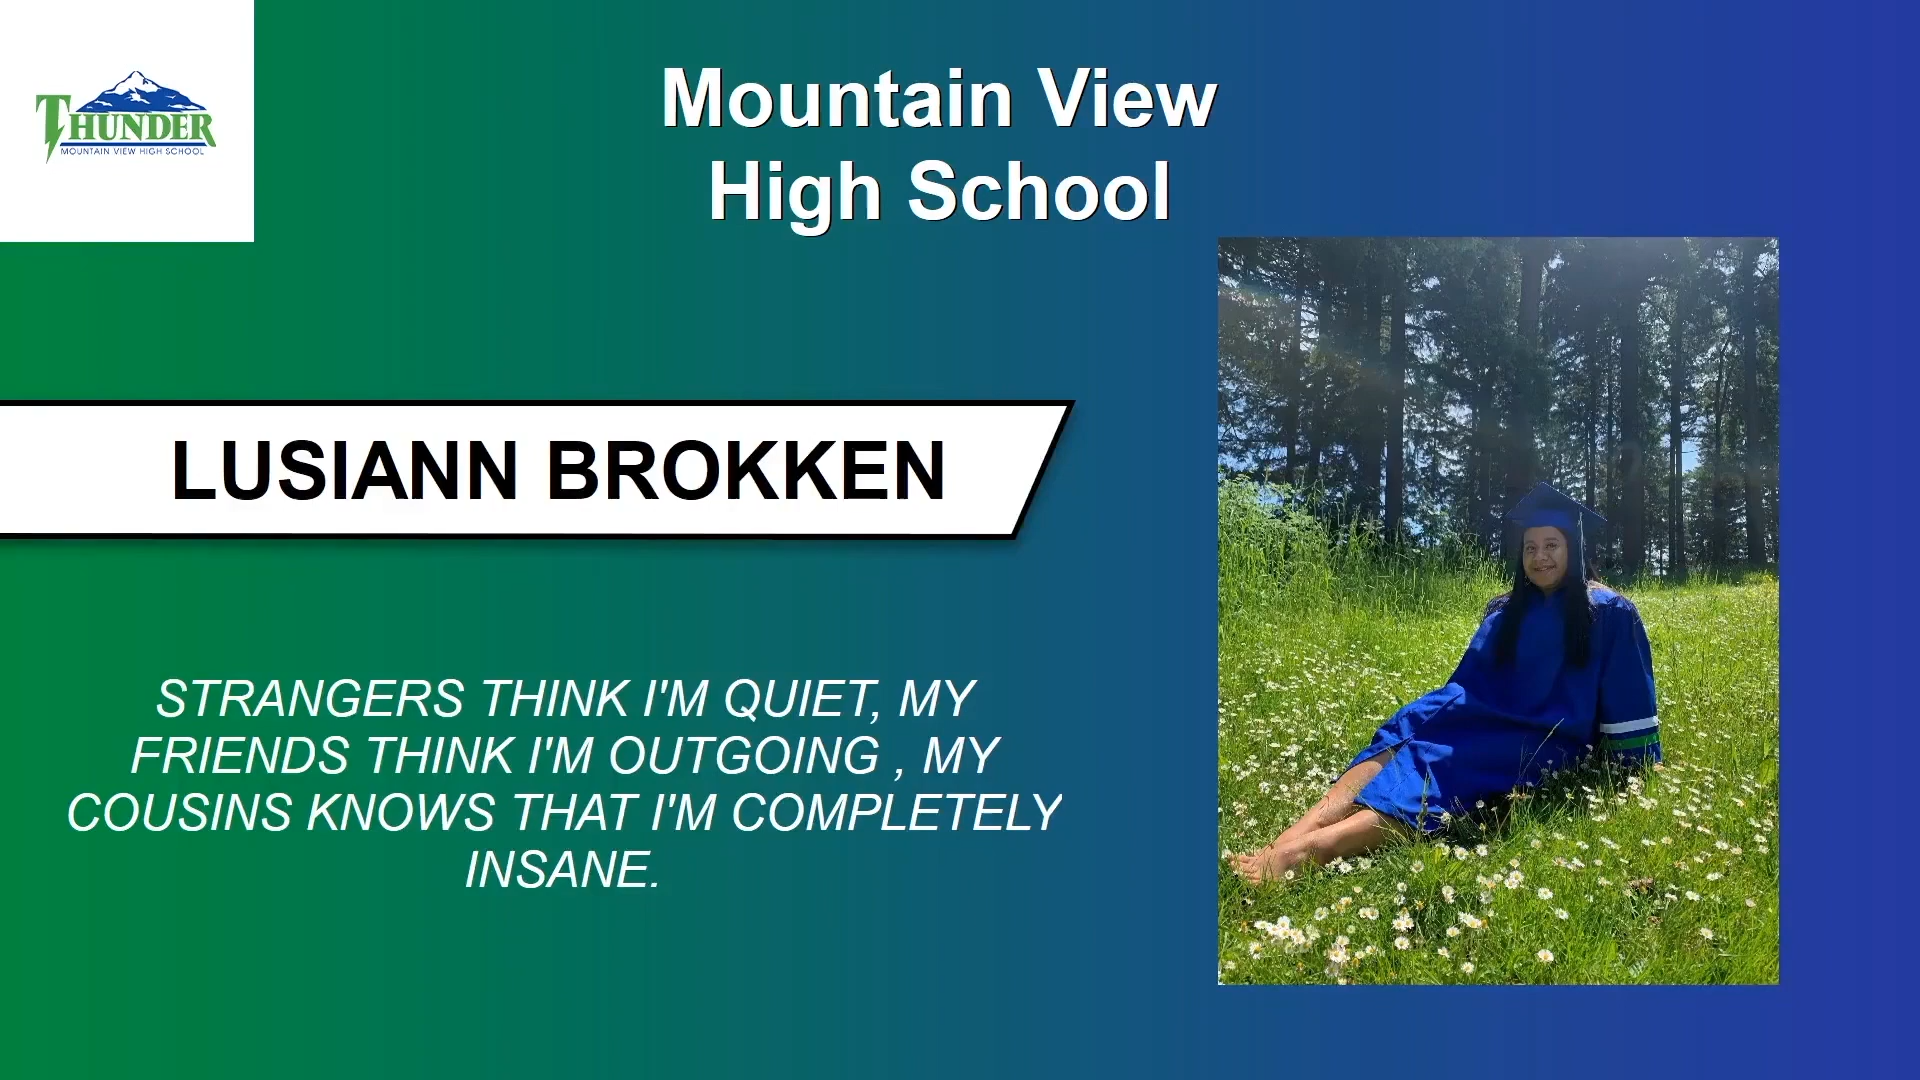 THUNDER
MOUNTAIN VIEW HIGH SCHOOL
Mountain View
High School
LUSIANN BROKKEN
STRANGERS THINK I'M QUIET, MY
FRIENDS THINK I'M OUTGOING , MY
COUSINS KNOWS THAT I'M COMPLETELY
INSANE.